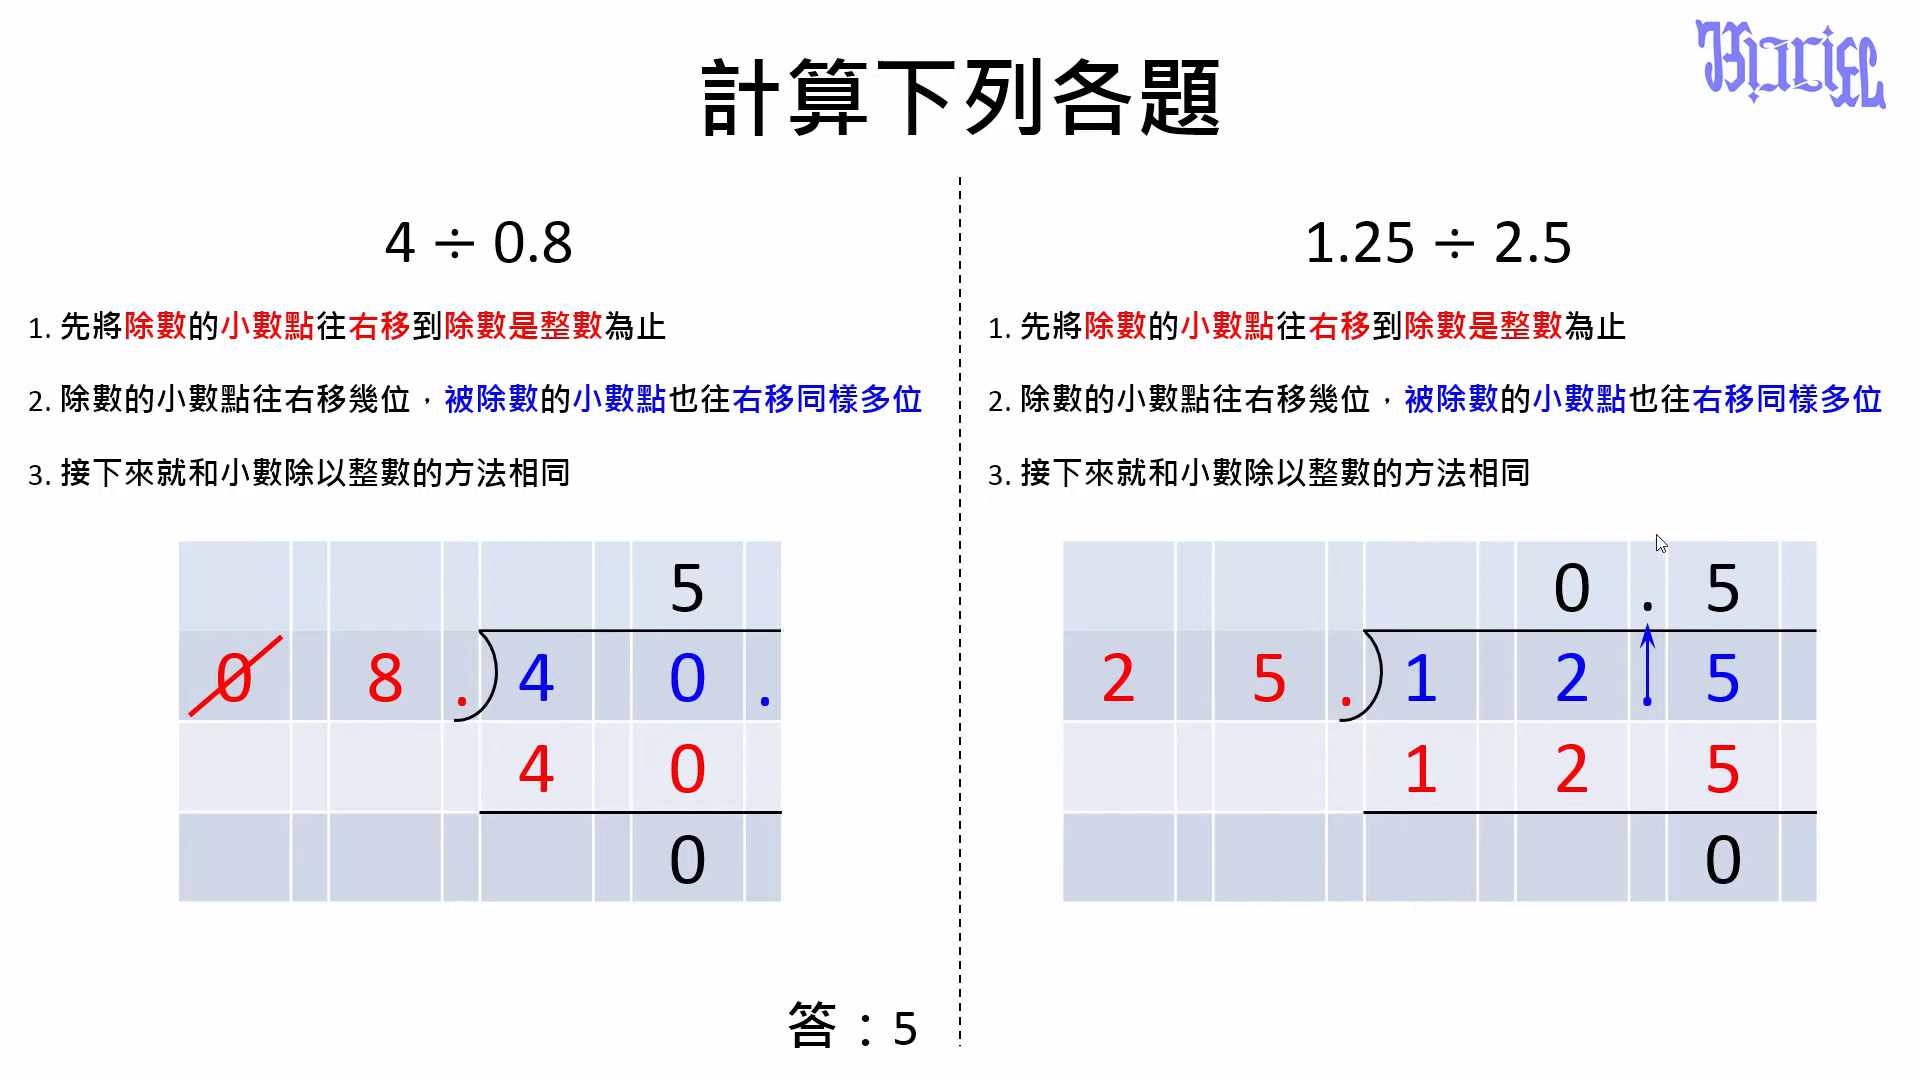 計算下列各題
4 ÷ 0.8
1. 先將除數的小數點往右移到除數是整數為止
2. 除數的小數點往右移幾位，被除數的小數點也往右移同樣多位
3. 接下來就和小數除以整數的方法相同
5
0 8 . 4 0 .
4 0
0
答：5
1.25 ÷ 2.5
1. 先將除數的小數點往右移到除數是整數為止
2. 除數的小數點往右移幾位，被除數的小數點也往右移同樣多位
3. 接下來就和小數除以整數的方法相同
0 . 5
2 5 . 1 2 . 5
1 2 5
0